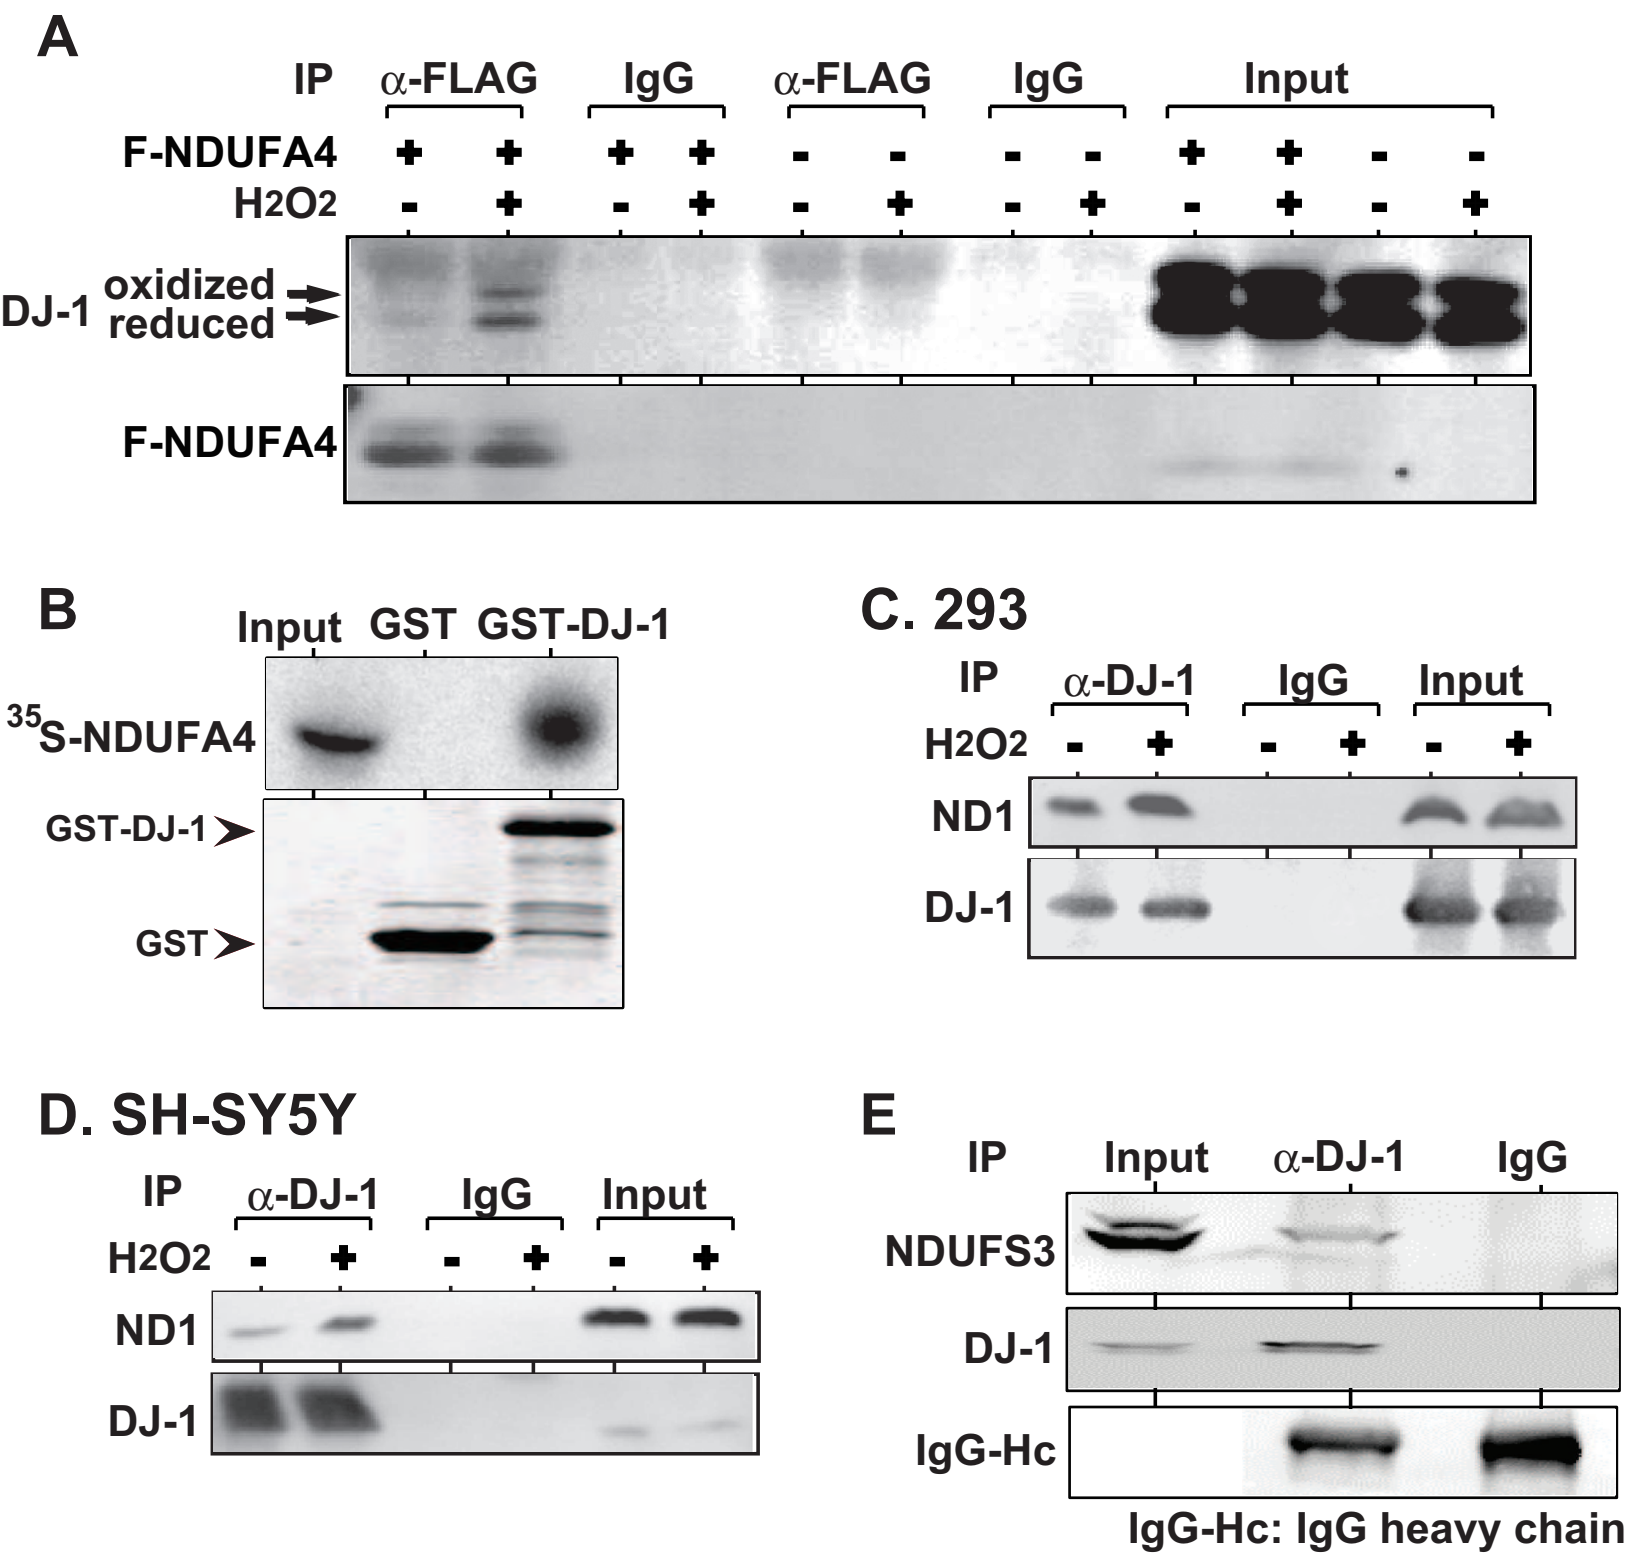 A
IP α-FLAG IgG α-FLAG IgG Input
F-NDUFA4 + + + + - - - - + + - -
H2O2 - + - + - + - + - + - +
DJ-1 oxidized
reduced
F-NDUFA4
B
Input GST GST-DJ-1
35S-NDUFA4
GST-DJ-1
GST
C. 293
IP α-DJ-1 IgG Input
H2O2 - + - + - +
ND1
DJ-1
D. SH-SY5Y
IP α-DJ-1 IgG Input
H2O2 - + - + - +
ND1
DJ-1
E
IP Input α-DJ-1 IgG
NDUFS3
DJ-1
IgG-Hc
IgG-Hc: IgG heavy chain